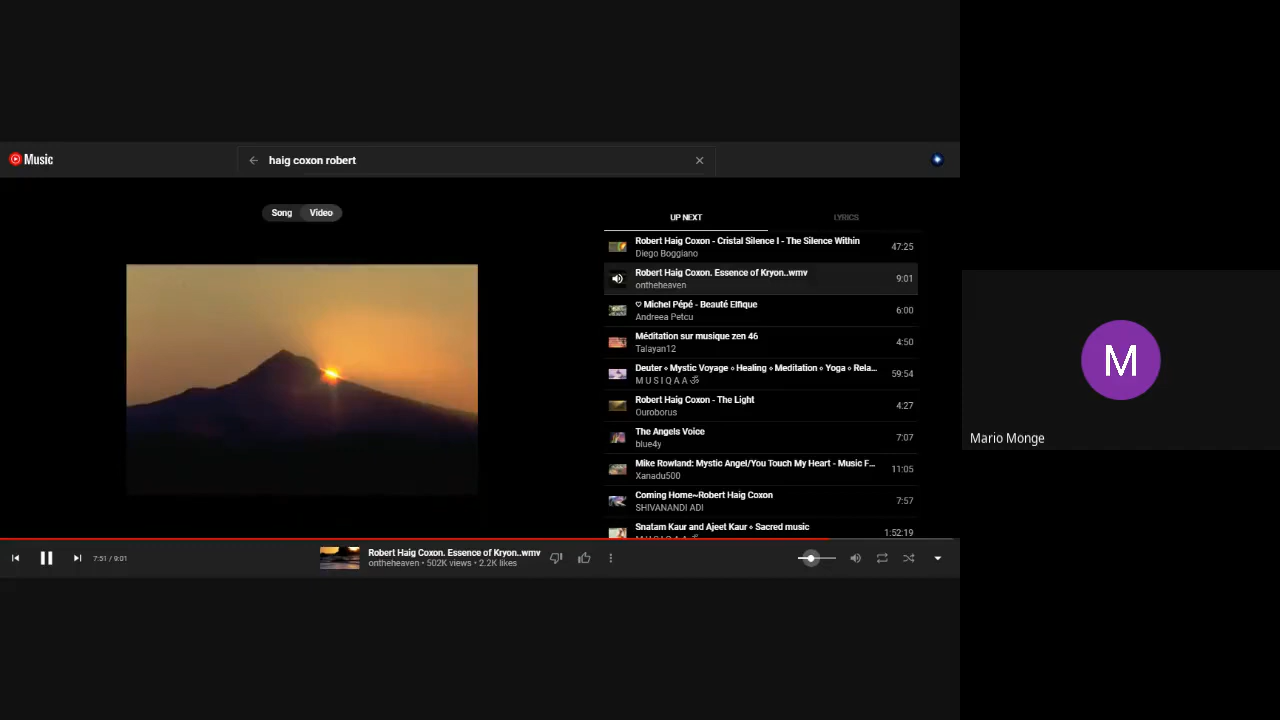 Music
haig coxon robert
Song Video
UP NEXT
LYRICS
Robert Haig Coxon - Cristal Silence I - The Silence Within
Diego Boggiano
47:25
Robert Haig Coxon. Essence of Kryon..wmv
ontheheaven
9:01
♡ Michel Pépé - Beauté Elfique
Andreea Petcu
6:00
Méditation sur musique zen 46
Talayan12
4:50
Deuter ⋄ Mystic Voyage ⋄ Healing ⋄ Meditation ⋄ Yoga ⋄ Rela...
M U S I Q A A ॐ
59:54
Robert Haig Coxon - The Light
Ouroborus
4:27
The Angels Voice
blue4y
7:07
Mike Rowland: Mystic Angel/You Touch My Heart - Music F...
Xanadu500
11:05
Coming Home~Robert Haig Coxon
SHIVANANDI ADI
7:57
Snatam Kaur and Ajeet Kaur ⋄ Sacred music
M U S I Q A A ॐ
1:52:19
7:51 / 9:01
Robert Haig Coxon. Essence of Kryon..wmv
ontheheaven • 502K views • 2.2K likes
M
Mario Monge